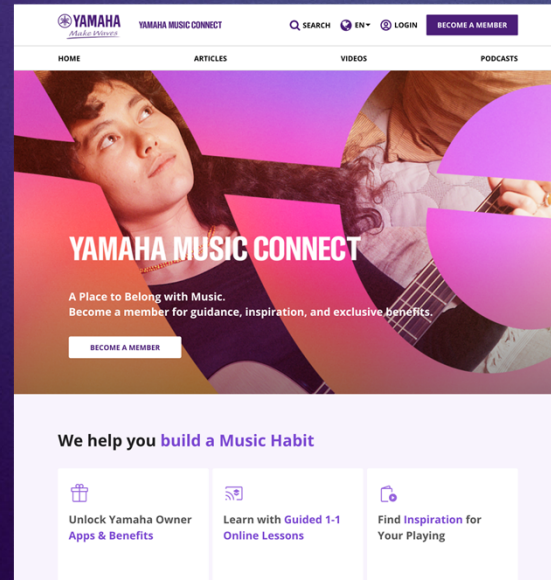 YAMAHA
Make Waves
YAMAHA MUSIC CONNECT
SEARCH
EN
LOGIN
BECOME A MEMBER
HOME
ARTICLES
VIDEOS
PODCASTS
YAMAHA MUSIC CONNECT
A Place to Belong with Music.
Become a member for guidance, inspiration, and exclusive benefits.
BECOME A MEMBER
We help you build a Music Habit
Unlock Yamaha Owner
Apps & Benefits
Learn with Guided 1-1
Online Lessons
Find Inspiration for
Your Playing